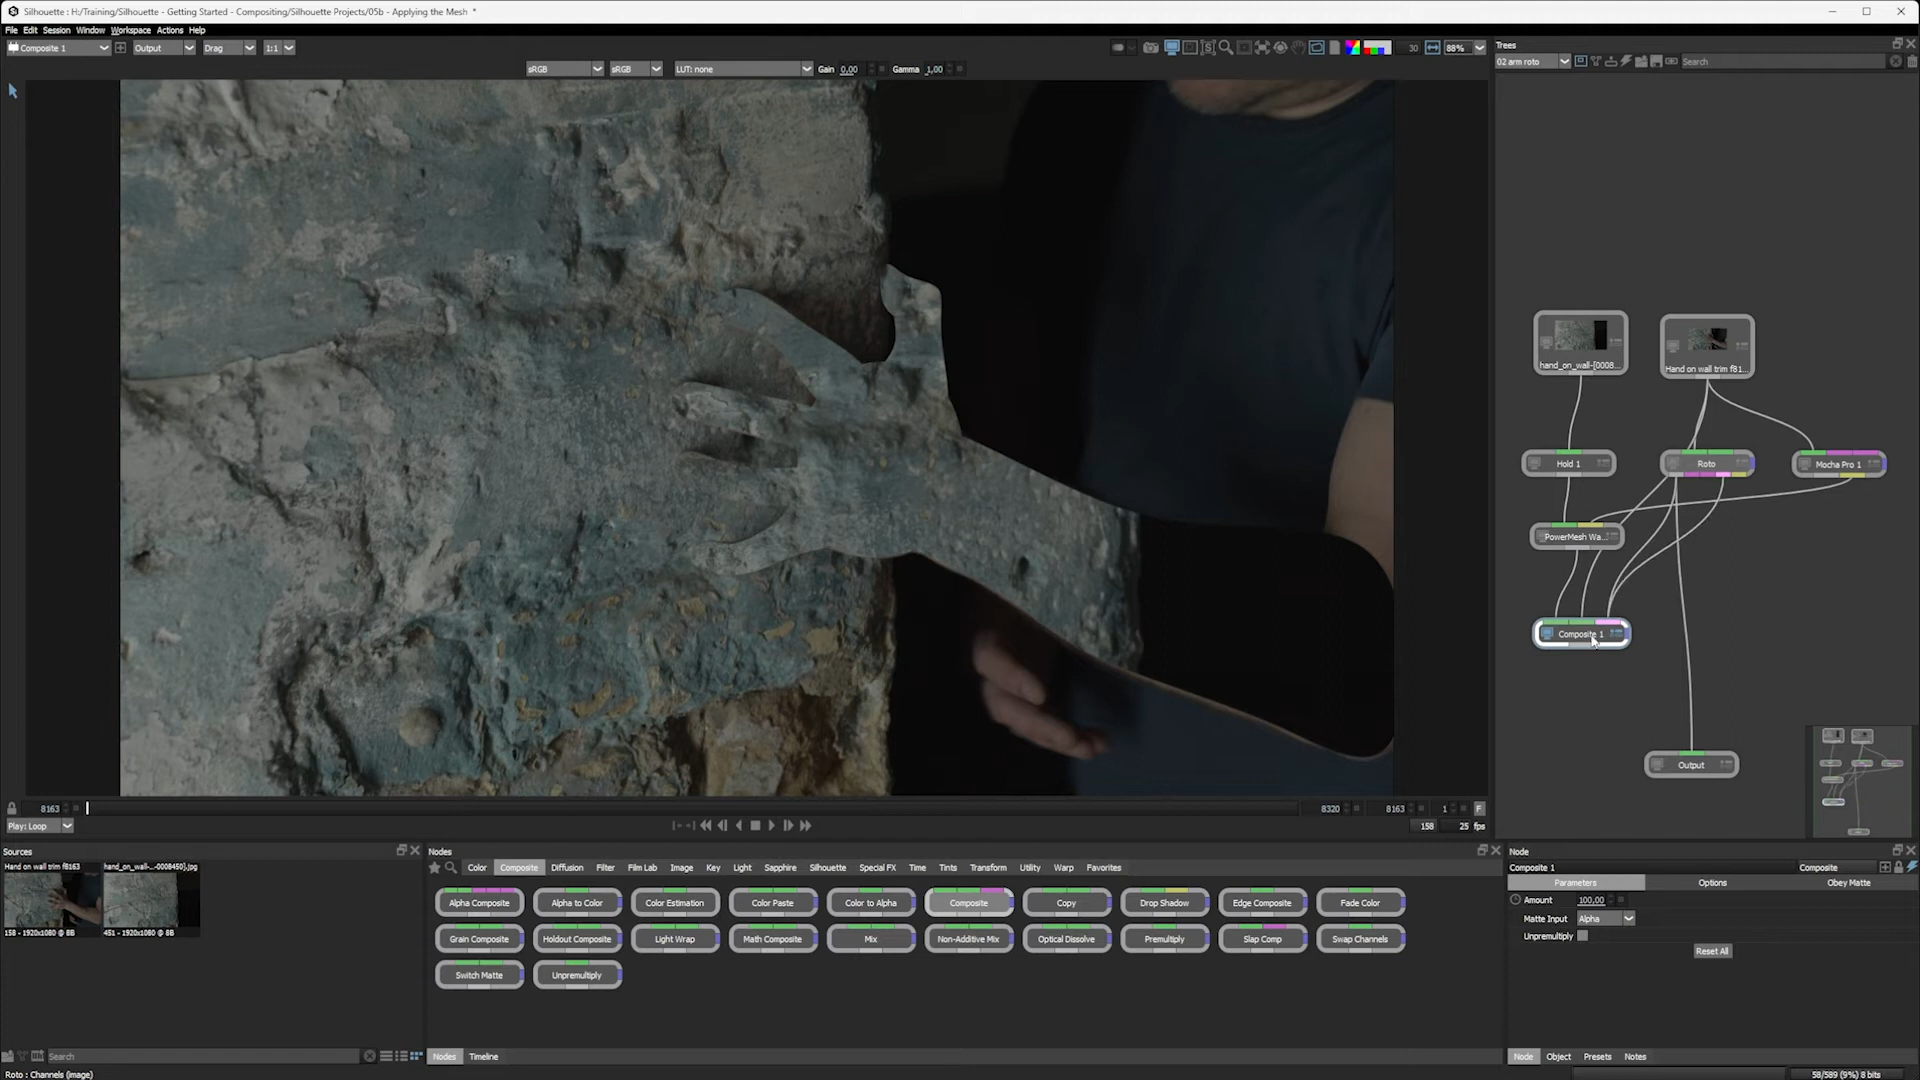 Silhouette : H:/Training/Silhouette - Getting Started - Compositing/Silhouette Projects/05b - Applying the Mesh *
File Edit Session Window Workspace Actions Help
Composite 1 Output Drag 1:1 30 88%
sRGB sRGB LUT: none Gain 0.00 Gamma 1.00
Trees
02 arm roto Search
hand_on_wall-[0008...
Hand on wall trim f81...
Hold 1
Roto
Mocha Pro 1
PowerMesh Wa...
Composite 1
Output
8163 8320 8163 1 F
Play: Loop 158 25 fps
Sources
Hand on wall trim f8163 hand_on_wall-...-0008450].jpg
158 - 1920x1080 @ 8B 451 - 1920x1080 @ 8B
Search
Roto : Channels (image)
Nodes
Color Composite Diffusion Filter Film Lab Image Key Light Sapphire Silhouette Special FX Time Tints Transform Utility Warp Favorites
Alpha Composite Alpha to Color Color Estimation Color Paste Color to Alpha Composite Copy Drop Shadow Edge Composite Fade Color
Grain Composite Holdout Composite Light Wrap Math Composite Mix Non-Additive Mix Optical Dissolve Premultiply Slap Comp Swap Channels
Switch Matte Unpremultiply
Nodes Timeline
Node
Composite 1 Composite
Parameters Options Obey Matte
Amount 100.00
Matte Input Alpha
Unpremultiply
Reset All
Node Object Presets Notes
58/589 (9%) 8 bits